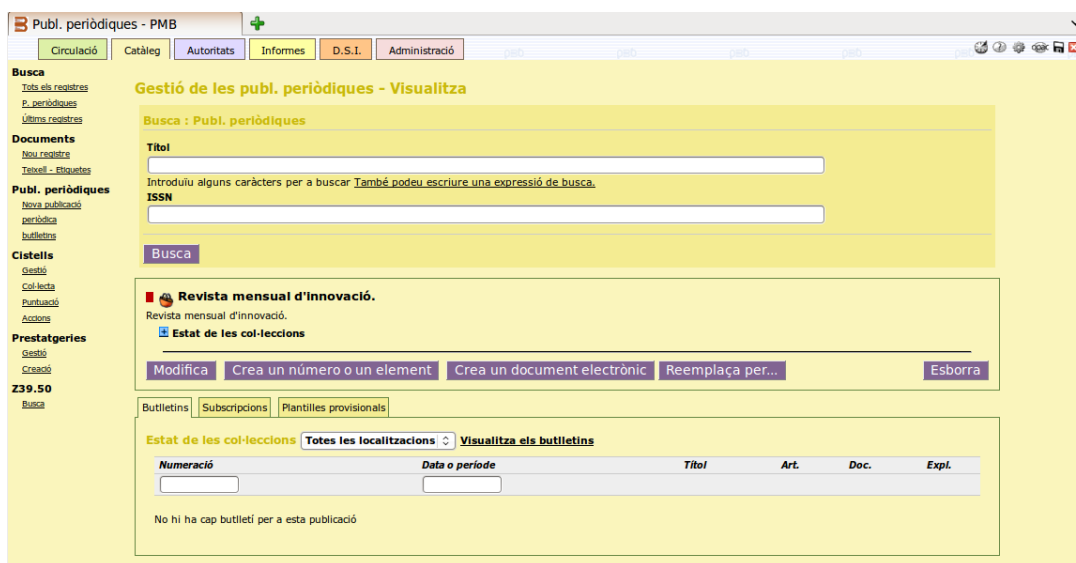 Publ. periòdiques - PMB
Circulació Catàleg Autoritats Informes D.S.I. Administració
Busca
Tots els registres
P. periòdiques
Últims registres
Documents
Nou registre
Teixell - Etiquetes
Publ. periòdiques
Nova publicació
periòdica
butlletins
Cistells
Gestió
Col·lecta
Puntuació
Accions
Prestatgeries
Gestió
Creació
Z39.50
Busca
Gestió de les publ. periòdiques - Visualitza
Busca : Publ. periòdiques
Títol
Introduïu alguns caràcters per a buscar També podeu escriure una expressió de busca.
ISSN
Busca
Revista mensual d'innovació.
Revista mensual d'innovació.
Estat de les col·leccions
Modifica Crea un número o un element Crea un document electrònic Reemplaça per... Esborra
Butlletins Subscripcions Plantilles provisionals
Estat de les col·leccions Totes les localitzacions Visualitza els butlletins
Numeració Data o període Títol Art. Doc. Expl.
No hi ha cap butlletí per a esta publicació